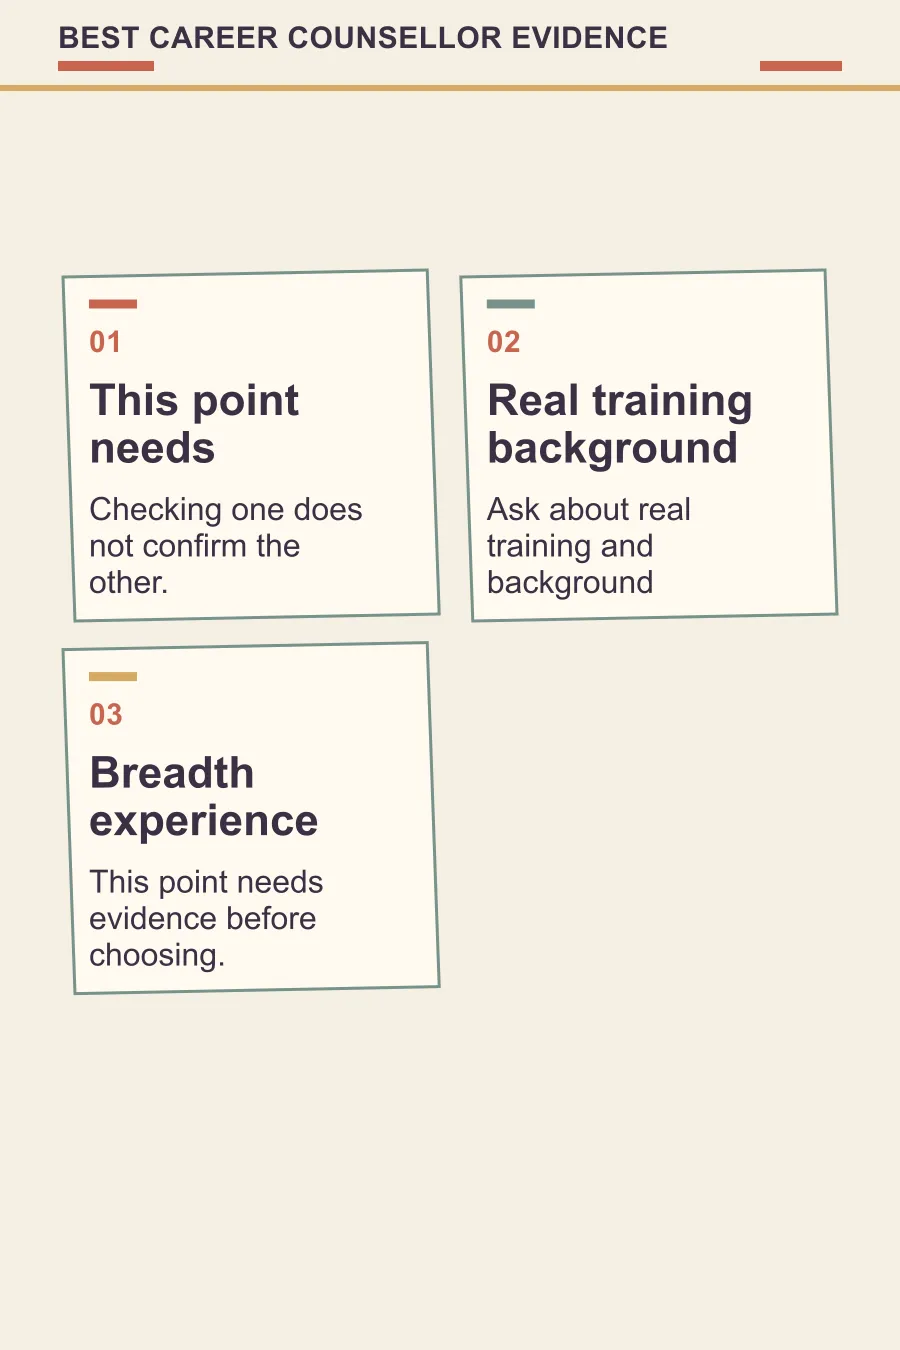 BEST CAREER COUNSELLOR EVIDENCE
01
This point
needs
Checking one does
not confirm the
other.
02
Real training
background
Ask about real
training and
background
03
Breadth
experience
This point needs
evidence before
choosing.